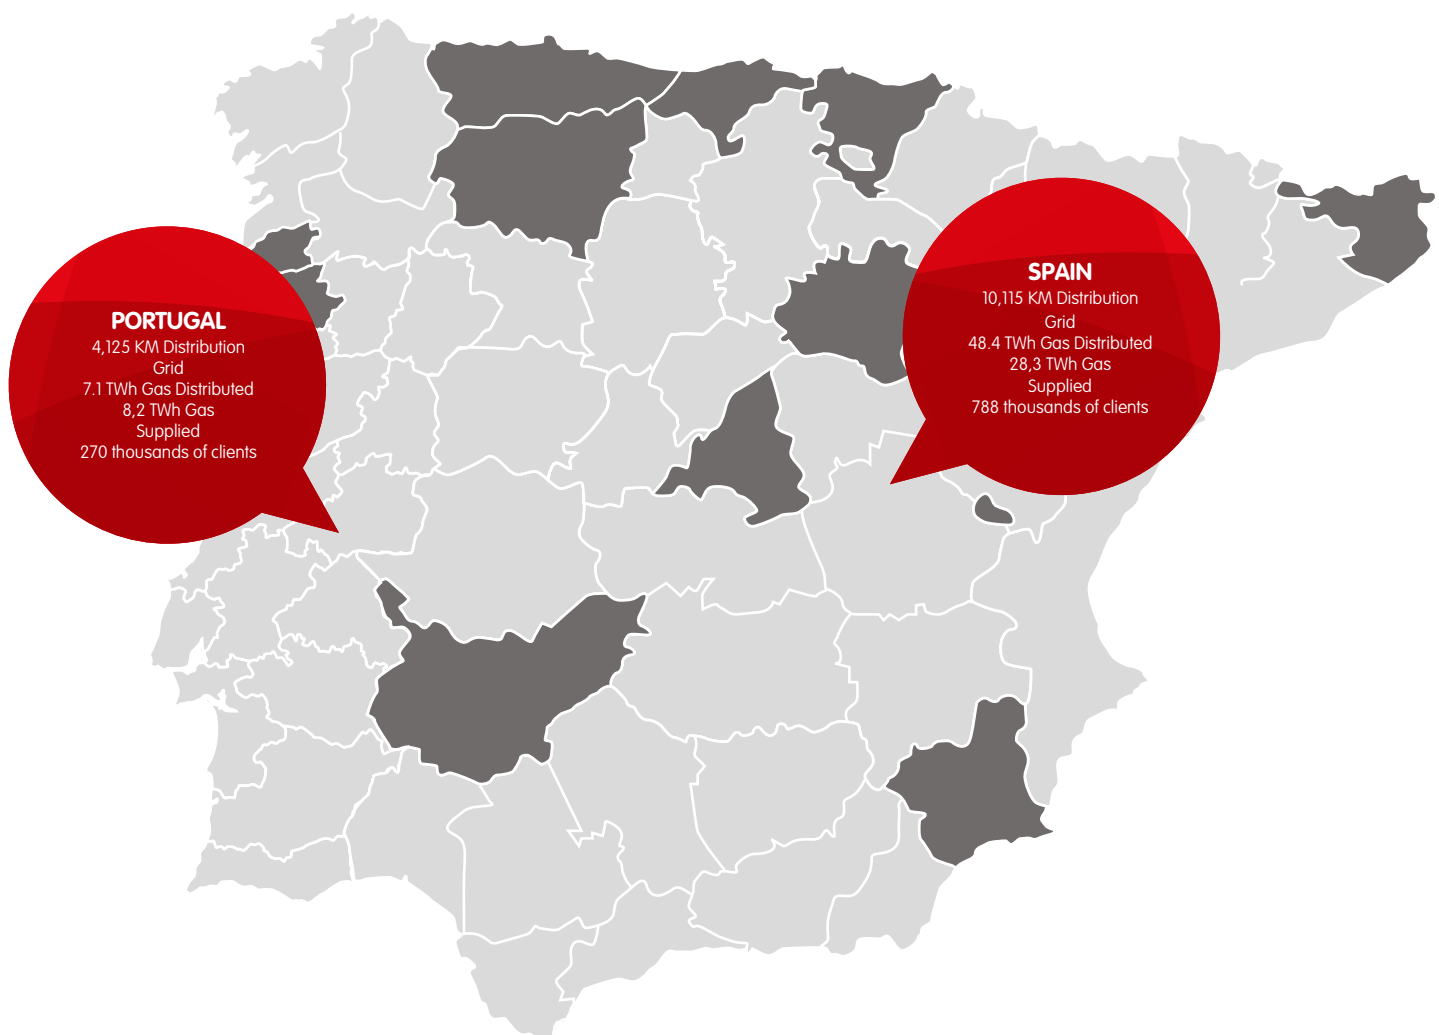 PORTUGAL
4,125 KM Distribution
Grid
7.1 TWh Gas Distributed
8,2 TWh Gas
Supplied
270 thousands of clients
SPAIN
10,115 KM Distribution
Grid
48.4 TWh Gas Distributed
28,3 TWh Gas
Supplied
788 thousands of clients